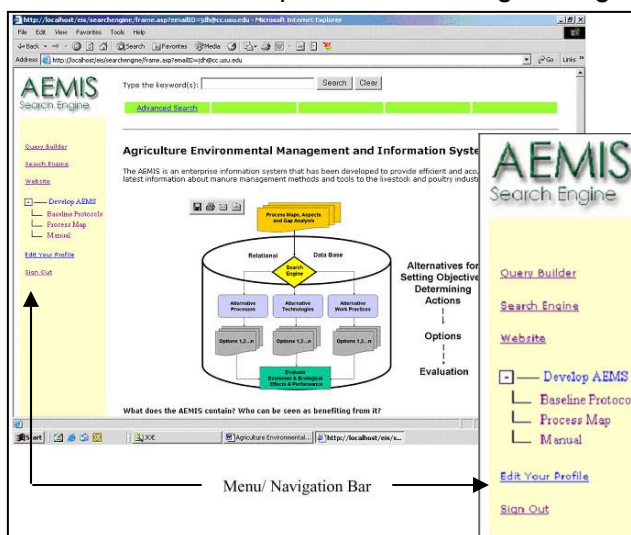 http://localhost/eis/searchengine/frame.asp?emailID=jdh@cc.usu.edu - Microsoft Internet Explorer
File Edit View Favorites Tools Help
Back Search Favorites Media
Address http://localhost/eis/searchengine/frame.asp?emailID=jdh@cc.usu.edu Go Links »
AEMIS
Search Engine
Type the keyword(s): Search Clear
Advanced Search
Query Builder
Search Engine
Website
Develop AEMS
Baseline Protocols
Process Map
Manual
Edit Your Profile
Sign Out
Agriculture Environmental Management and Information Syste
The AEMIS is an enterprise information system that has been developed to provide efficient and accu
latest information about manure management methods and tools to the livestock and poultry industi
Process Maps, Aspects
and Gap Analysis
Relational Data Base
Search
Engine
Alternative
Processes
Alternative
Technologies
Alternative
Work Practices
Options 1,2...n
Options 1,2...n
Options 1,2...n
Evaluate
Economic & Ecological
Effects & Performance
Alternatives for
Setting Objective
Determining
Actions
Options
Evaluation
What does the AEMIS contain? Who can be seen as benefiting from it?
Start JOE Agriculture Environmental... http://localhost/eis/s...
AEMIS
Search Engine
Query Builder
Search Engine
Website
Develop AEMS
Baseline Protoco
Process Map
Manual
Edit Your Profile
Sign Out
Menu/ Navigation Bar